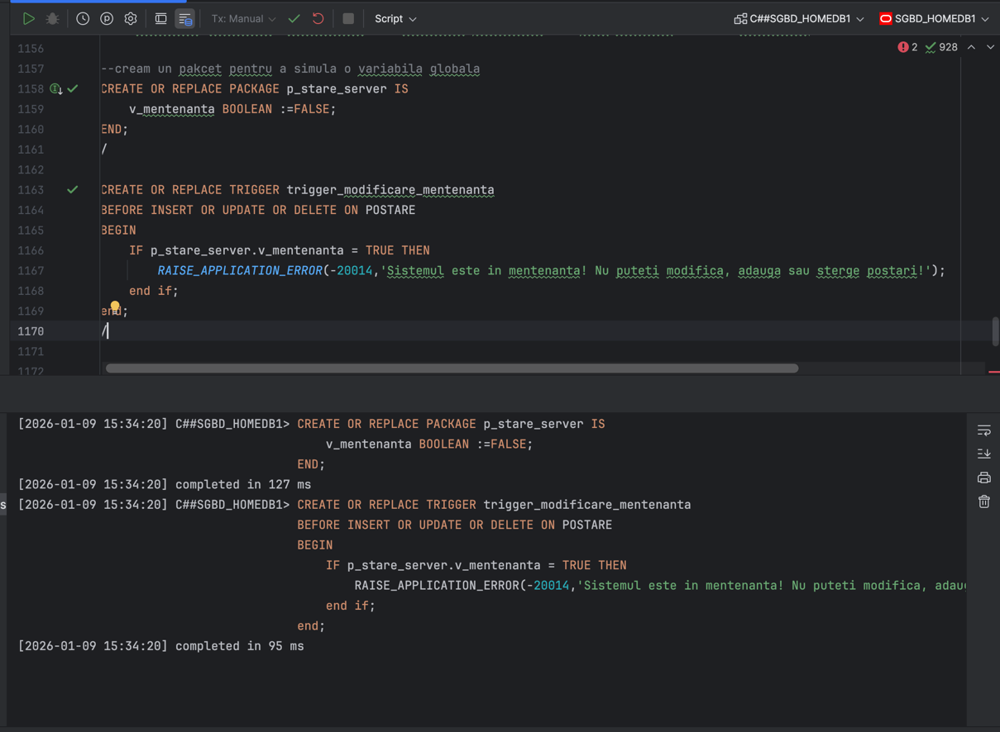 Tx: Manual
Script
C##SGBD_HOMEDB1
SGBD_HOMEDB1
2
928
1156
1157 --cream un pakcet pentru a simula o variabila globala
1158 CREATE OR REPLACE PACKAGE p_stare_server IS
1159 v_mentenanta BOOLEAN :=FALSE;
1160 END;
1161 /
1162
1163 CREATE OR REPLACE TRIGGER trigger_modificare_mentenanta
1164 BEFORE INSERT OR UPDATE OR DELETE ON POSTARE
1165 BEGIN
1166 IF p_stare_server.v_mentenanta = TRUE THEN
1167 RAISE_APPLICATION_ERROR(-20014,'Sistemul este in mentenanta! Nu puteti modifica, adauga sau sterge postari!');
1168 end if;
1169 end;
1170 /
1171
1172
[2026-01-09 15:34:20] C##SGBD_HOMEDB1> CREATE OR REPLACE PACKAGE p_stare_server IS
v_mentenanta BOOLEAN :=FALSE;
END;
[2026-01-09 15:34:20] completed in 127 ms
s
[2026-01-09 15:34:20] C##SGBD_HOMEDB1> CREATE OR REPLACE TRIGGER trigger_modificare_mentenanta
BEFORE INSERT OR UPDATE OR DELETE ON POSTARE
BEGIN
IF p_stare_server.v_mentenanta = TRUE THEN
RAISE_APPLICATION_ERROR(-20014,'Sistemul este in mentenanta! Nu puteti modifica,
end if;
end;
[2026-01-09 15:34:20] completed in 95 ms